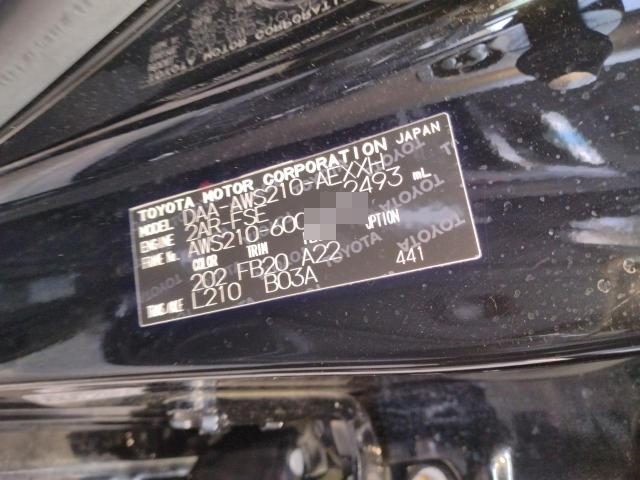 TOYOTA MOTOR CORPORATION JAPAN
MODEL DAA-AWS210-AEXXH
ENGINE 2AR-FSE 2493 mL
FRAME No. AWS210-600
COLOR TRIM OPTION
202 FB20 A22 441
TRANS./AXLE L210 B03A